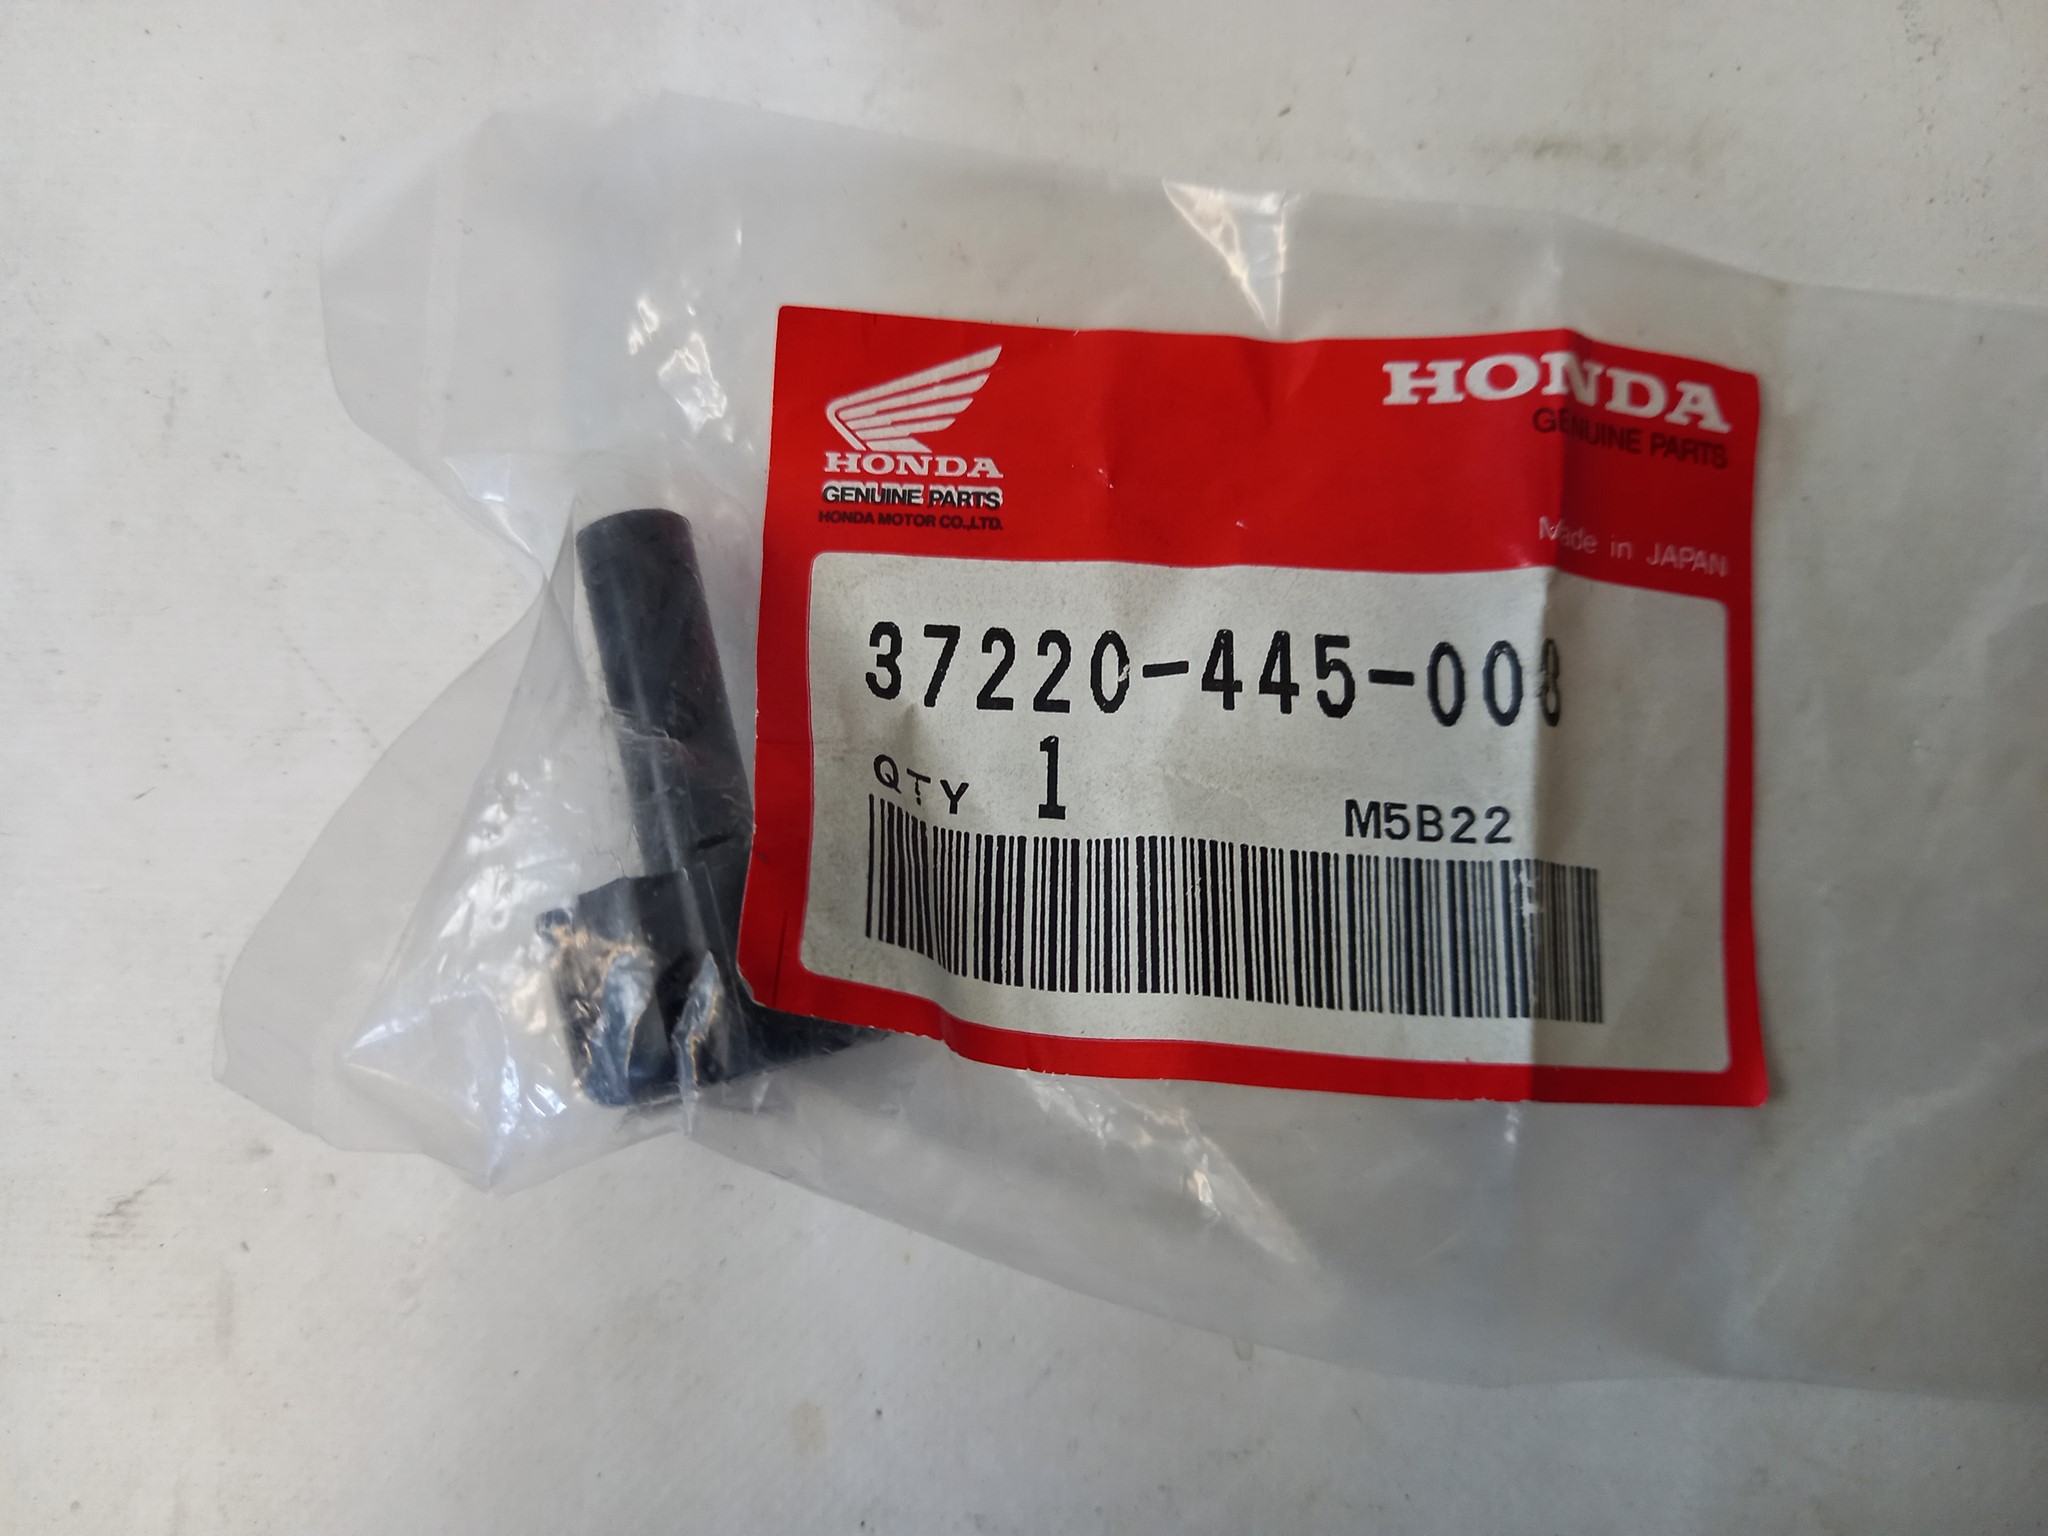 HONDA
GENUINE PARTS
HONDA MOTOR CO.,LTD.
HONDA
GENUINE PARTS
Made in JAPAN
37220-445-008
QTY 1
M5B22